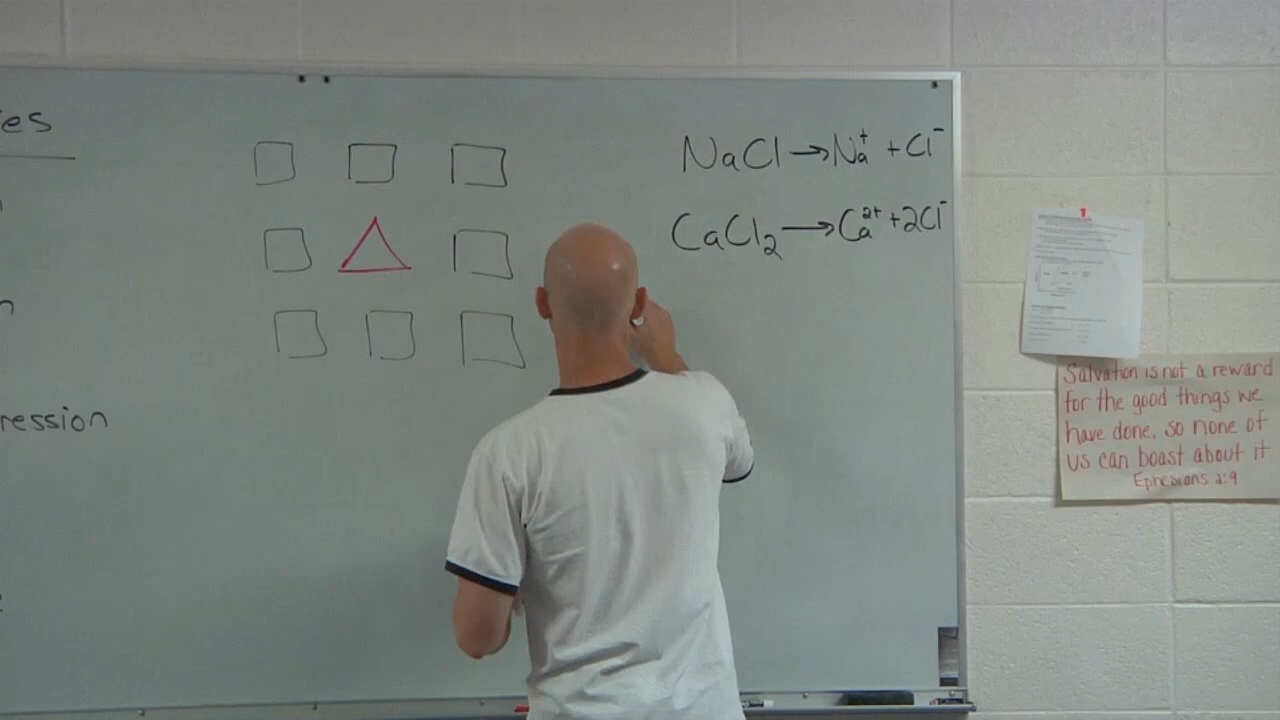 es
n
ression
NaCl → Na⁺ + Cl⁻
CaCl₂ → Ca²⁺ + 2Cl⁻
Salvation is not a reward
for the good things we
have done, so none of
us can boast about it
Ephesians 2:9